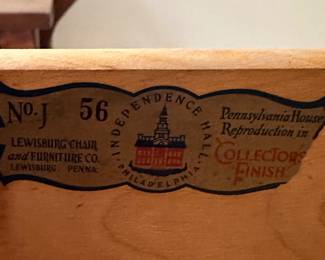 No. J 56
LEWISBURG CHAIR
and FURNITURE CO.
LEWISBURG, PENNA.
INDEPENDENCE HALL
PHILADELPHIA
Pennsylvania House
Reproduction in
COLLECTORS
FINISH